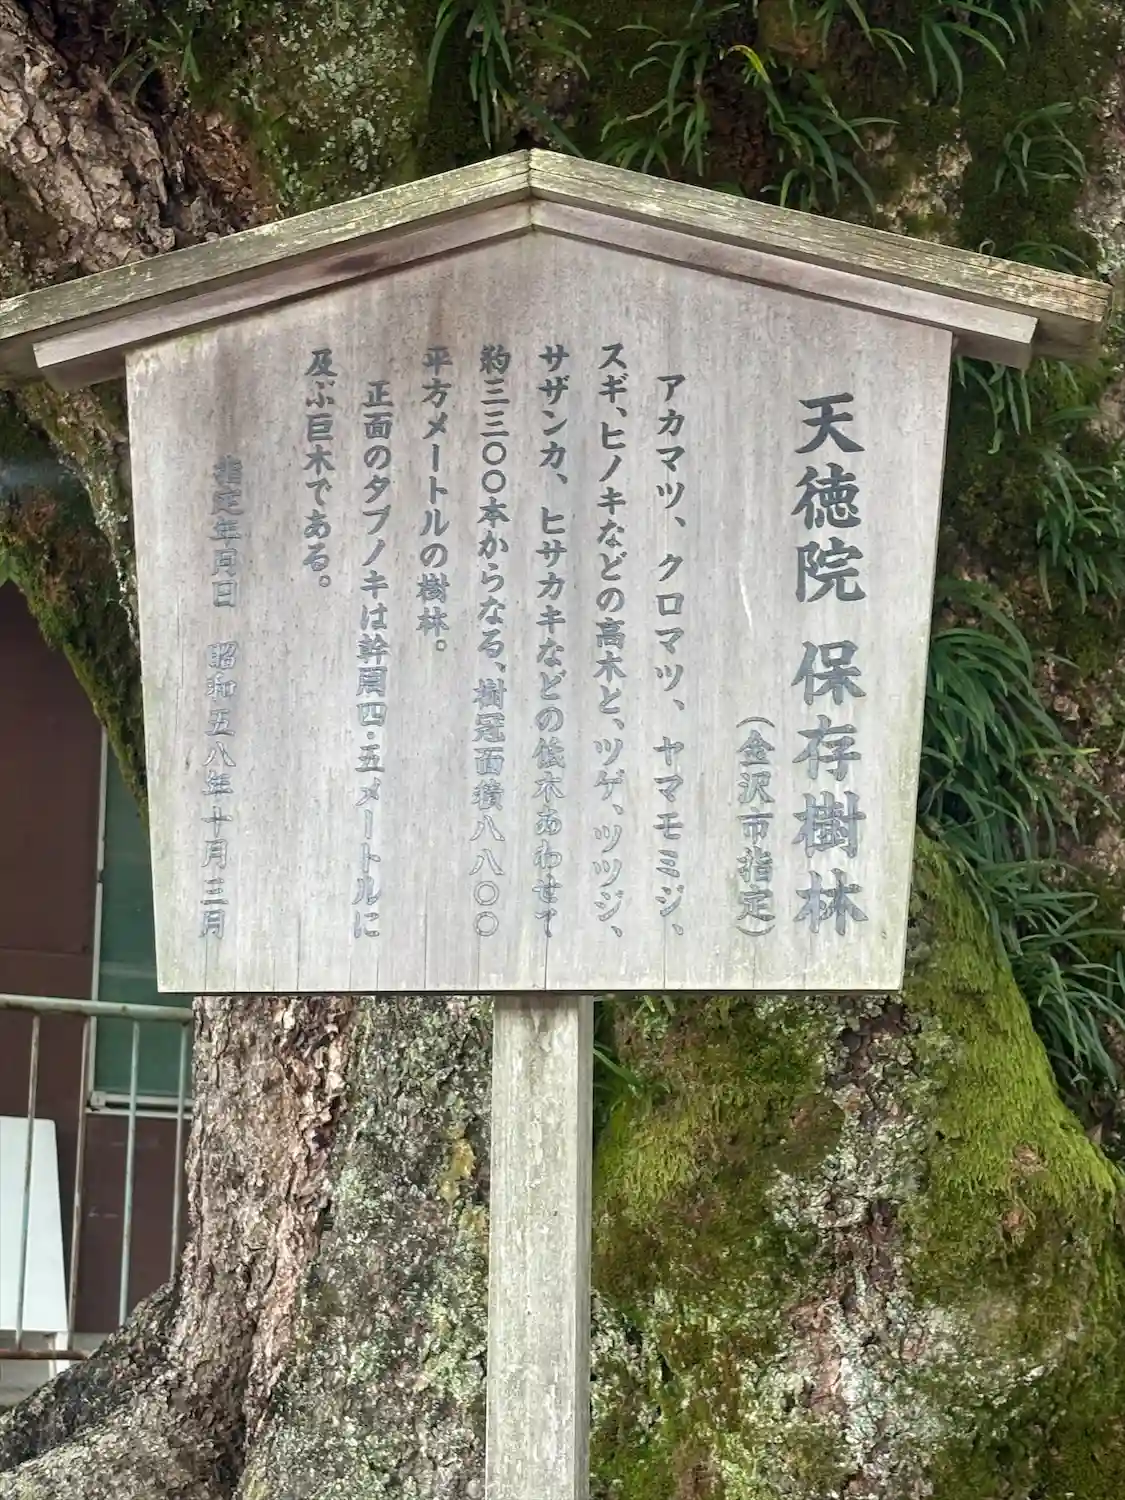 天徳院 保存樹林
（金沢市指定）
アカマツ、クロマツ、ヤマモミジ、
スギ、ヒノキなどの高木と、ツゲ、ツツジ、
サザンカ、ヒサカキなどの低木あわせて
約三三〇〇本からなる、樹冠面積八八〇〇
平方メートルの樹林。
正面のタブノキは幹周四・五メートルに
及ぶ巨木である。
指定年月日 昭和五八年十月三日